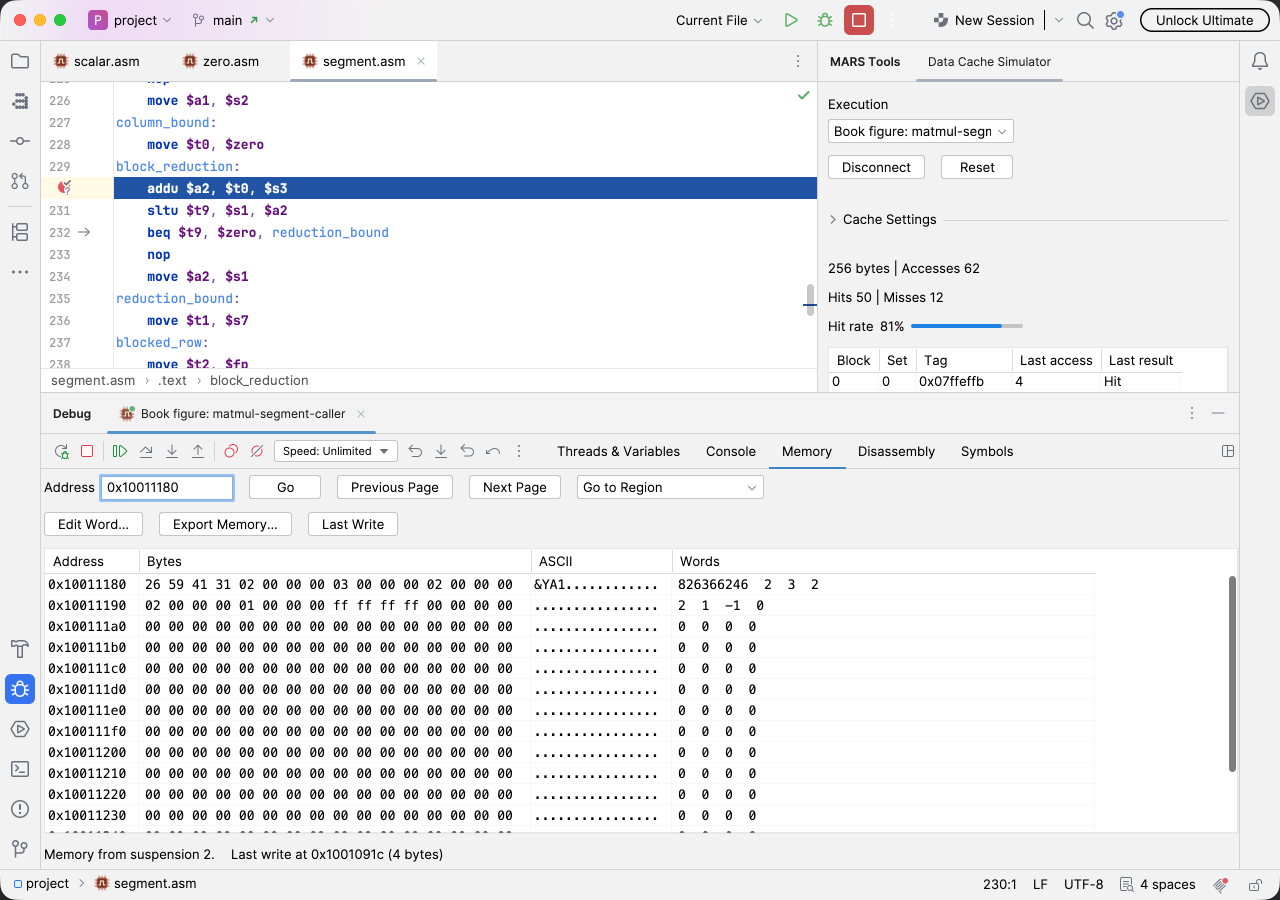 P project main Current File New Session Unlock Ultimate
scalar.asm zero.asm segment.asm
MARS Tools Data Cache Simulator
226 move $a1, $s2
227 column_bound:
228 move $t0, $zero
229 block_reduction:
addu $a2, $t0, $s3
231 sltu $t9, $s1, $a2
232 beq $t9, $zero, reduction_bound
233 nop
234 move $a2, $s1
235 reduction_bound:
236 move $t1, $s7
237 blocked_row:
238 move $t2, $fp
segment.asm › .text › block_reduction
Execution
Book figure: matmul-segn
Disconnect Reset
Cache Settings
256 bytes | Accesses 62
Hits 50 | Misses 12
Hit rate 81%
Block Set Tag Last access Last result
0 0 0x07ffeffb 4 Hit
Debug Book figure: matmul-segment-caller
Speed: Unlimited Threads & Variables Console Memory Disassembly Symbols
Address 0x10011180 Go Previous Page Next Page Go to Region
Edit Word... Export Memory... Last Write
Address Bytes ASCII Words
0x10011180 26 59 41 31 02 00 00 00 03 00 00 00 02 00 00 00 &YA1............ 826366246 2 3 2
0x10011190 02 00 00 00 01 00 00 00 ff ff ff ff 00 00 00 00 ................ 2 1 -1 0
0x100111a0 00 00 00 00 00 00 00 00 00 00 00 00 00 00 00 00 ................ 0 0 0 0
0x100111b0 00 00 00 00 00 00 00 00 00 00 00 00 00 00 00 00 ................ 0 0 0 0
0x100111c0 00 00 00 00 00 00 00 00 00 00 00 00 00 00 00 00 ................ 0 0 0 0
0x100111d0 00 00 00 00 00 00 00 00 00 00 00 00 00 00 00 00 ................ 0 0 0 0
0x100111e0 00 00 00 00 00 00 00 00 00 00 00 00 00 00 00 00 ................ 0 0 0 0
0x100111f0 00 00 00 00 00 00 00 00 00 00 00 00 00 00 00 00 ................ 0 0 0 0
0x10011200 00 00 00 00 00 00 00 00 00 00 00 00 00 00 00 00 ................ 0 0 0 0
0x10011210 00 00 00 00 00 00 00 00 00 00 00 00 00 00 00 00 ................ 0 0 0 0
0x10011220 00 00 00 00 00 00 00 00 00 00 00 00 00 00 00 00 ................ 0 0 0 0
0x10011230 00 00 00 00 00 00 00 00 00 00 00 00 00 00 00 00 ................ 0 0 0 0
Memory from suspension 2. Last write at 0x1001091c (4 bytes)
project › segment.asm 230:1 LF UTF-8 4 spaces